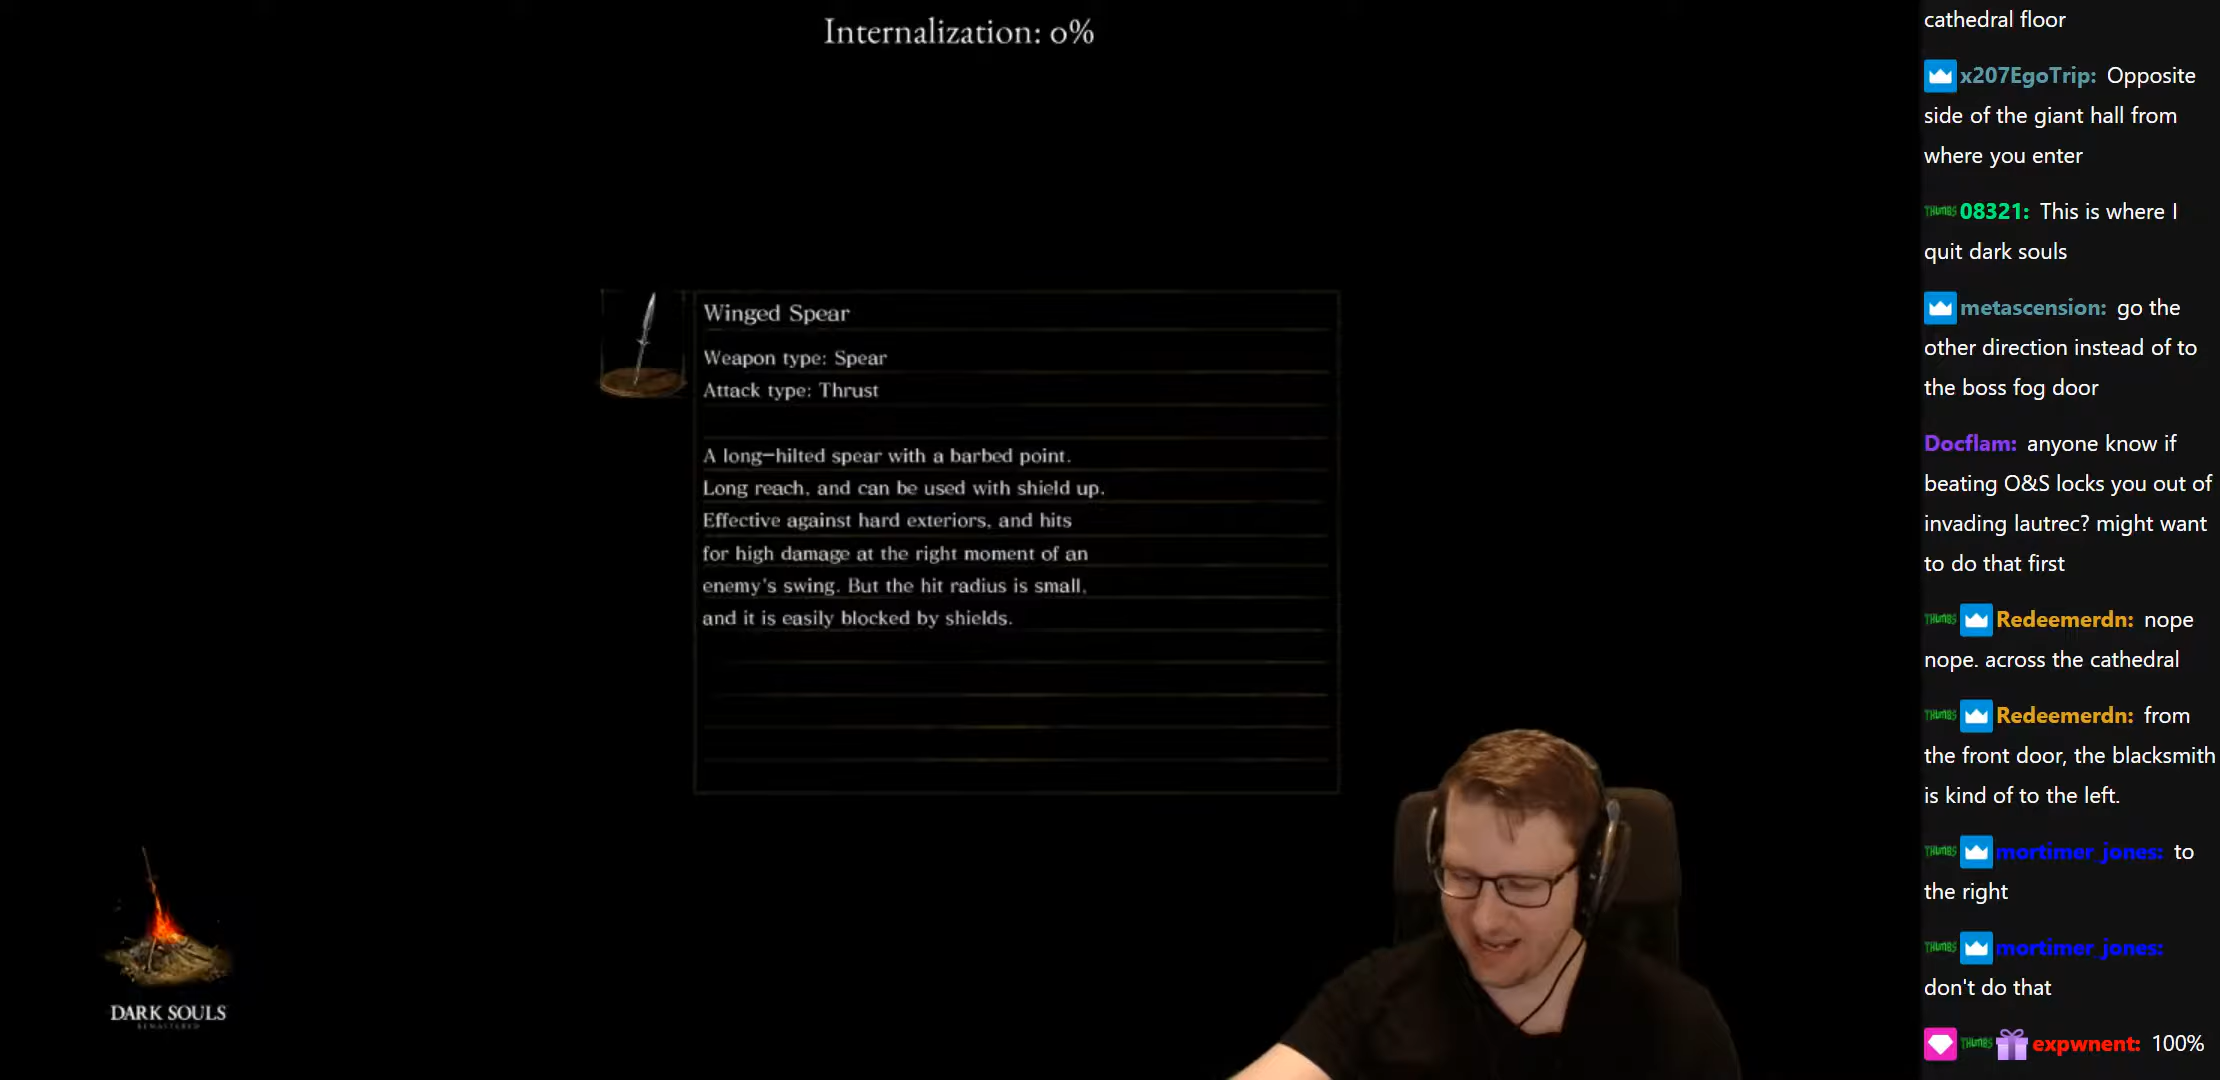 Internalization: 0%
Winged Spear
Weapon type: Spear
Attack type: Thrust
A long-hilted spear with a barbed point.
Long reach, and can be used with shield up.
Effective against hard exteriors, and hits
for high damage at the right moment of an
enemy's swing. But the hit radius is small,
and it is easily blocked by shields.
DARK SOULS
REMASTERED
cathedral floor
x207EgoTrip: Opposite
side of the giant hall from
where you enter
THUMBS 08321: This is where I
quit dark souls
metascension: go the
other direction instead of to
the boss fog door
Docflam: anyone know if
beating O&S locks you out of
invading lautrec? might want
to do that first
THUMBS Redeemerdn: nope
nope. across the cathedral
THUMBS Redeemerdn: from
the front door, the blacksmith
is kind of to the left.
THUMBS mortimer_jones: to
the right
THUMBS mortimer_jones:
don't do that
THUMBS expwnent: 100%